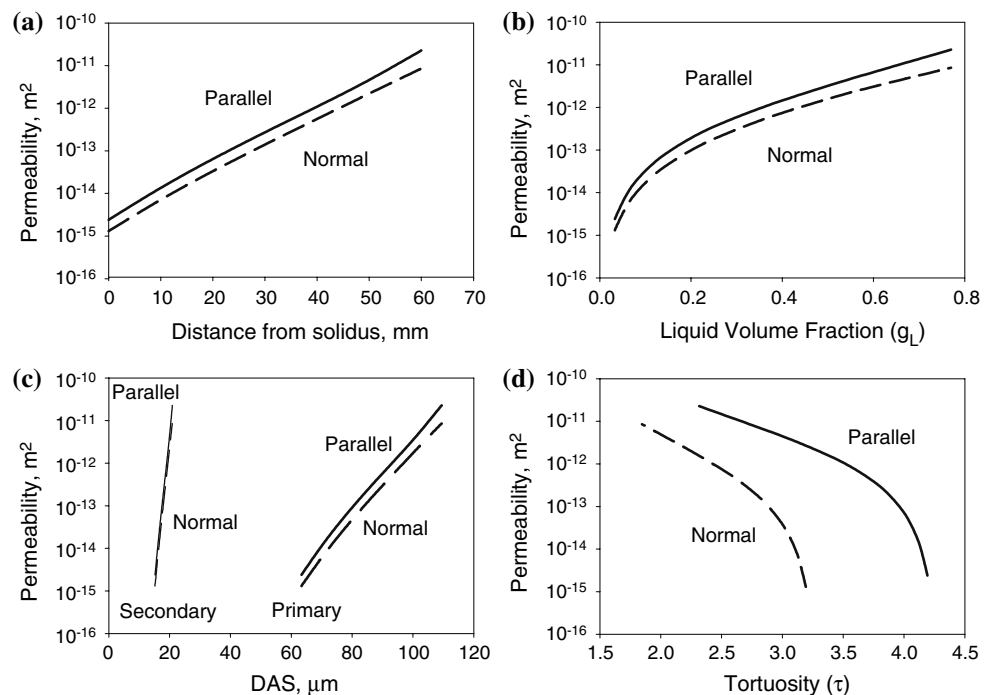 (a)
10⁻¹⁰
10⁻¹¹
10⁻¹²
10⁻¹³
10⁻¹⁴
10⁻¹⁵
10⁻¹⁶
Permeability, m²
Parallel
Normal
0 10 20 30 40 50 60 70
Distance from solidus, mm
(b)
10⁻¹⁰
10⁻¹¹
10⁻¹²
10⁻¹³
10⁻¹⁴
10⁻¹⁵
10⁻¹⁶
Permeability, m²
Parallel
Normal
0.0 0.2 0.4 0.6 0.8
Liquid Volume Fraction (g_L)
(c)
10⁻¹⁰
10⁻¹¹
10⁻¹²
10⁻¹³
10⁻¹⁴
10⁻¹⁵
10⁻¹⁶
Permeability, m²
Parallel
Parallel
Normal
Normal
Secondary
Primary
0 20 40 60 80 100 120
DAS, μm
(d)
10⁻¹⁰
10⁻¹¹
10⁻¹²
10⁻¹³
10⁻¹⁴
10⁻¹⁵
10⁻¹⁶
Permeability, m²
Parallel
Normal
1.5 2.0 2.5 3.0 3.5 4.0 4.5
Tortuosity (τ)